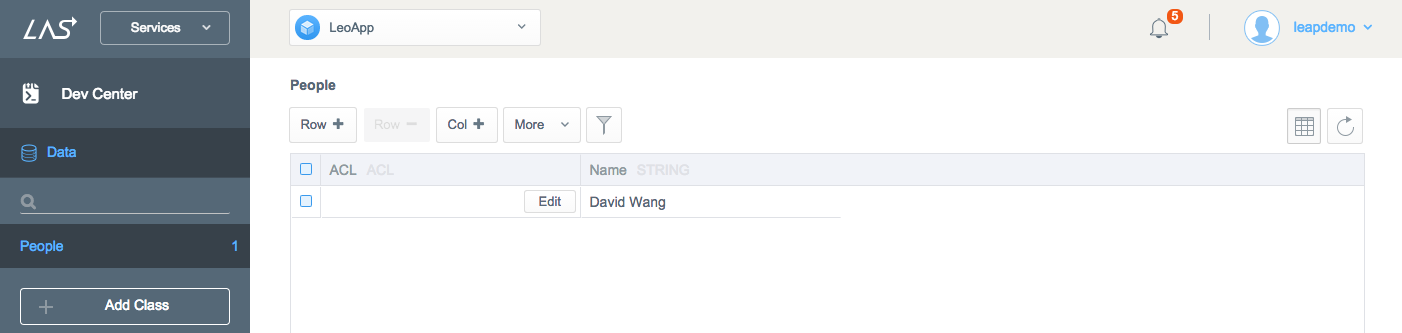 LAS
Services
LeoApp
5
leapdemo
Dev Center
Data
People
1
Add Class
People
Row
Row
Col
More
ACL ACL
Name STRING
Edit
David Wang